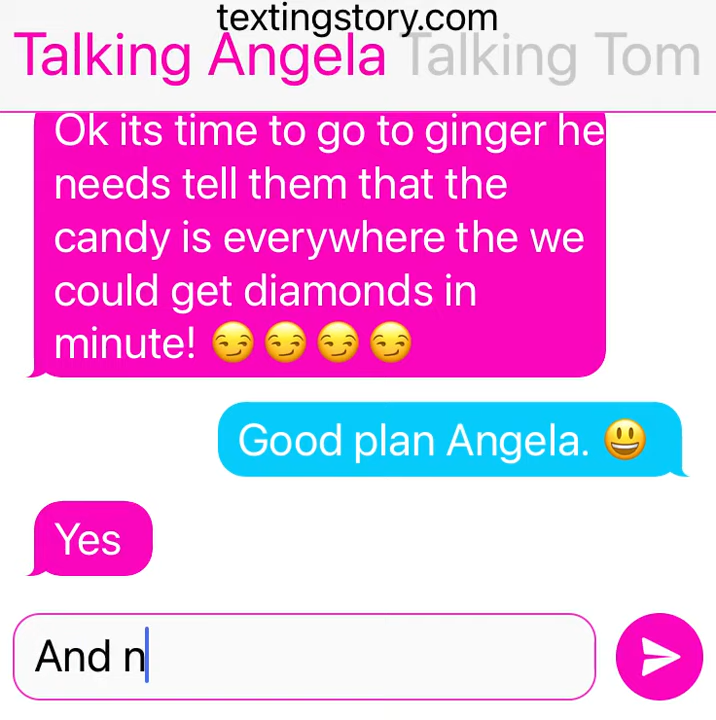 textingstory.com
Talking Angela Talking Tom
Ok its time to go to ginger he
needs tell them that the
candy is everywhere the we
could get diamonds in
minute! 😏 😏 😏 😏
Good plan Angela. 😃
Yes
And n